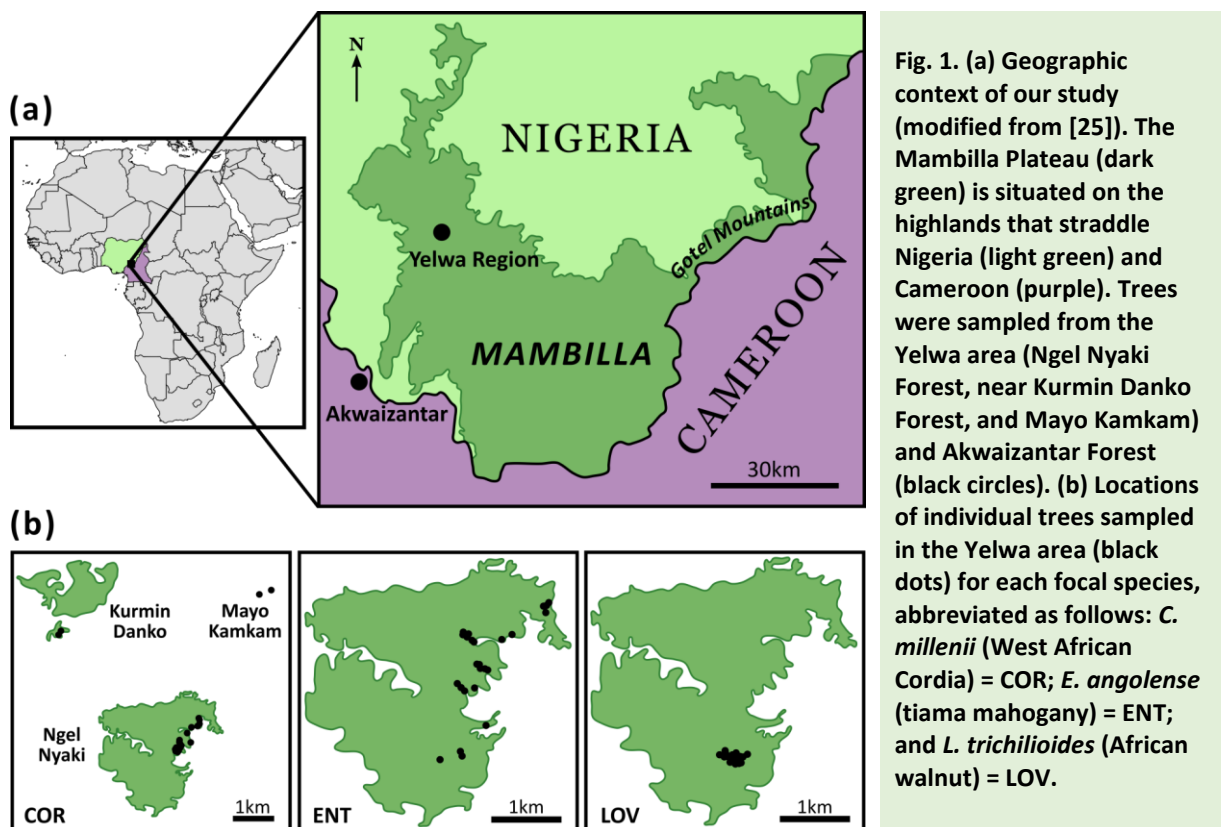 (a)
N
NIGERIA
Gotel Mountains
Yelwa Region
MAMBILLA
CAMEROON
Akwaizantar
30km
(b)
Kurmin
Danko
Mayo
Kamkam
Ngel
Nyaki
COR
1km
ENT
1km
LOV
1km
Fig. 1. (a) Geographic
context of our study
(modified from [25]). The
Mambilla Plateau (dark
green) is situated on the
highlands that straddle
Nigeria (light green) and
Cameroon (purple). Trees
were sampled from the
Yelwa area (Ngel Nyaki
Forest, near Kurmin Danko
Forest, and Mayo Kamkam)
and Akwaizantar Forest
(black circles). (b) Locations
of individual trees sampled
in the Yelwa area (black
dots) for each focal species,
abbreviated as follows: C.
millenii (West African
Cordia) = COR; E. angolense
(tiama mahogany) = ENT;
and L. trichilioides (African
walnut) = LOV.